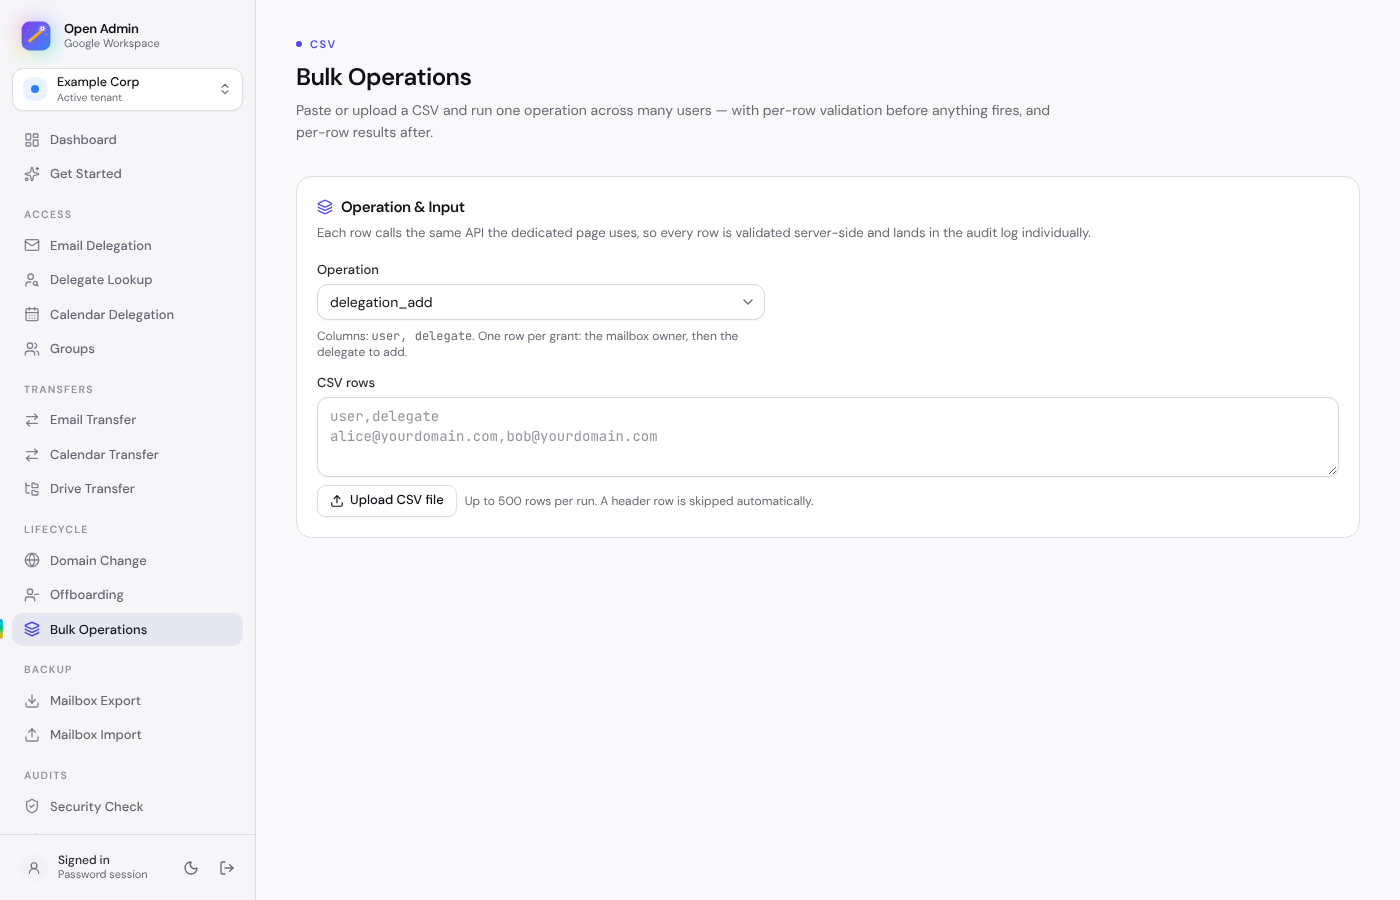 Open Admin
Google Workspace
Example Corp
Active tenant
Dashboard
Get Started
ACCESS
Email Delegation
Delegate Lookup
Calendar Delegation
Groups
TRANSFERS
Email Transfer
Calendar Transfer
Drive Transfer
LIFECYCLE
Domain Change
Offboarding
Bulk Operations
BACKUP
Mailbox Export
Mailbox Import
AUDITS
Security Check
Signed in
Password session
CSV
Bulk Operations
Paste or upload a CSV and run one operation across many users — with per-row validation before anything fires, and
per-row results after.
Operation & Input
Each row calls the same API the dedicated page uses, so every row is validated server-side and lands in the audit log individually.
Operation
delegation_add
Columns: user, delegate. One row per grant: the mailbox owner, then the
delegate to add.
CSV rows
user,delegate
alice@yourdomain.com,bob@yourdomain.com
Upload CSV file
Up to 500 rows per run. A header row is skipped automatically.